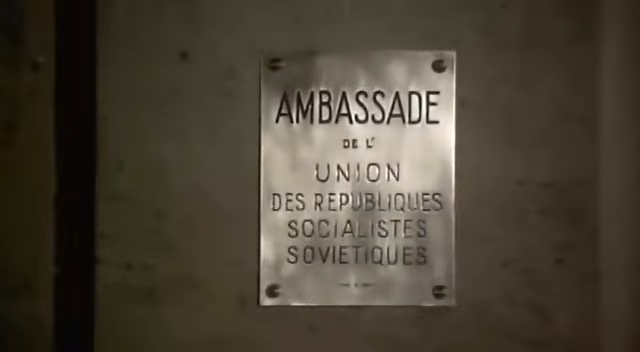 AMBASSADE
DE L'
UNION
DES REPUBLIQUES
SOCIALISTES
SOVIETIQUES